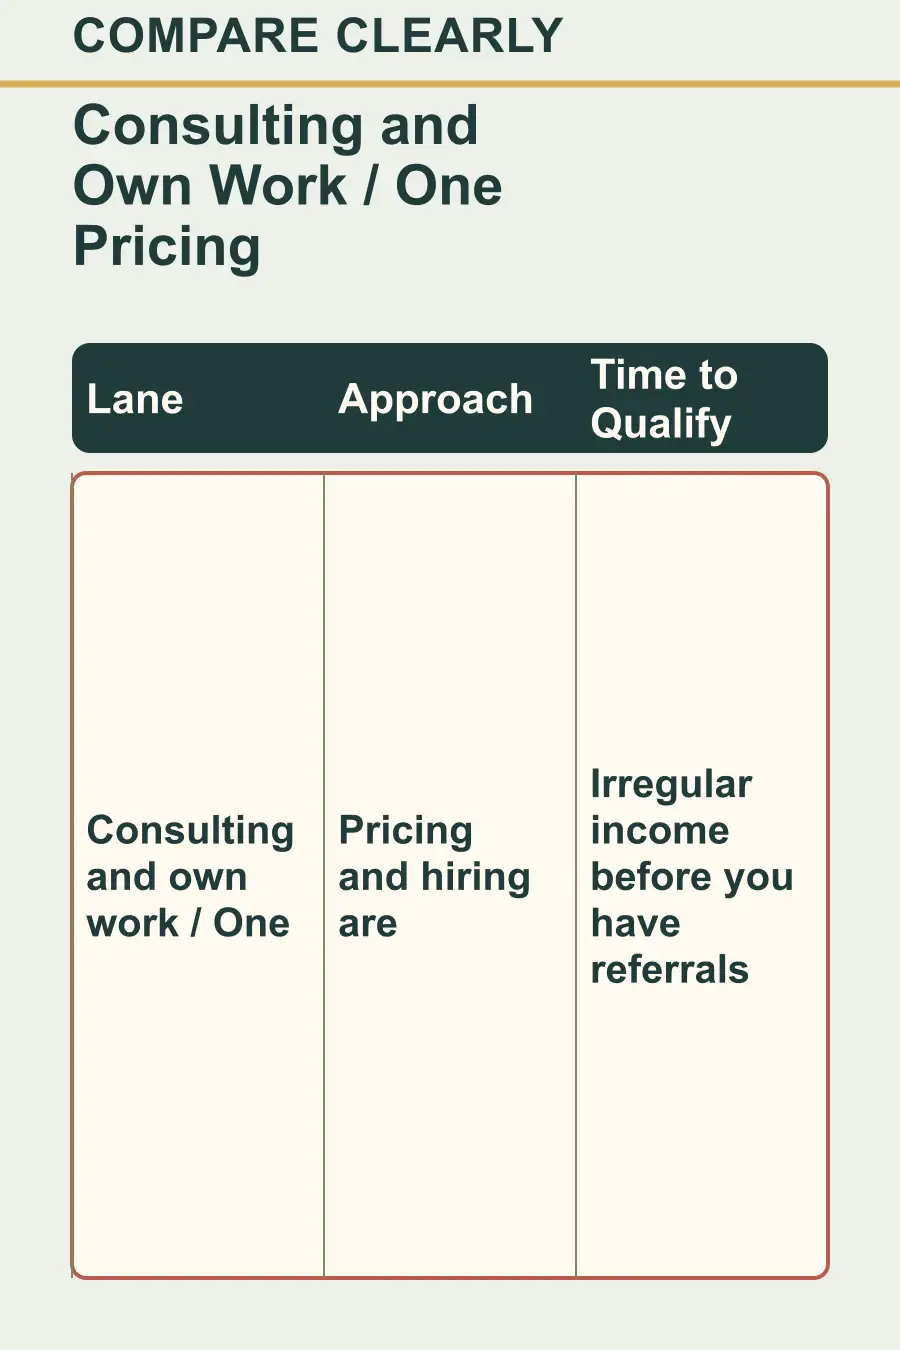 COMPARE CLEARLY
Consulting and
Own Work / One
Pricing
Lane
Approach
Time to
Qualify
Consulting
and own
work / One
Pricing
and hiring
are
Irregular
income
before you
have
referrals